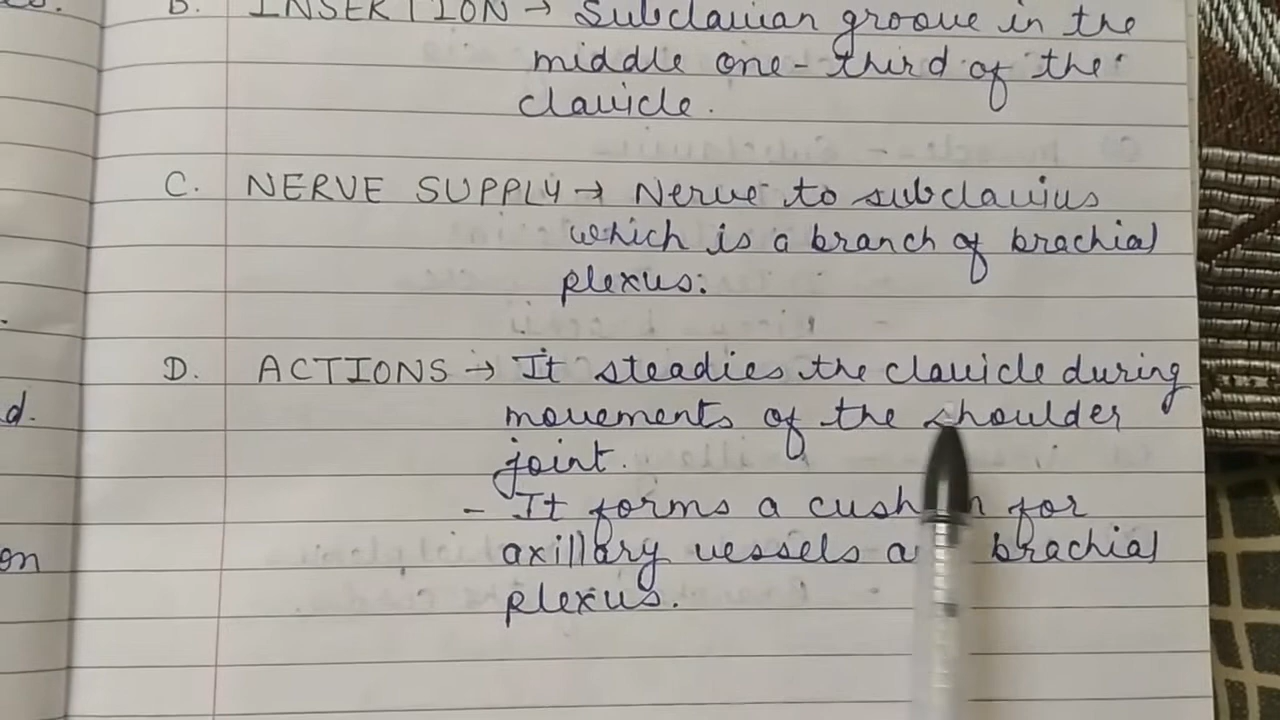 B. INSERTION → Subclavian groove in the
middle one-third of the
clavicle.
C. NERVE SUPPLY → Nerve to subclavius
which is a branch of brachial
plexus.
D. ACTIONS → It steadies the clavicle during
d.
movements of the shoulder
joint.
- It forms a for
on
axillary vessels brachial
plexus.